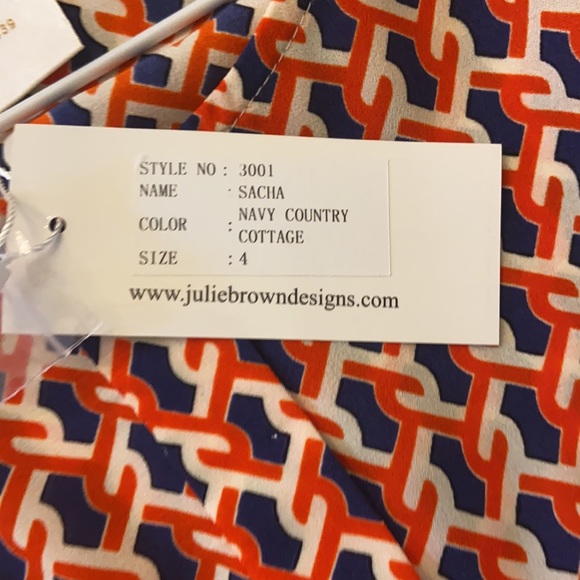 STYLE NO : 3001
NAME : SACHA
COLOR : NAVY COUNTRY
COTTAGE
SIZE : 4
www.juliebrowndesigns.com